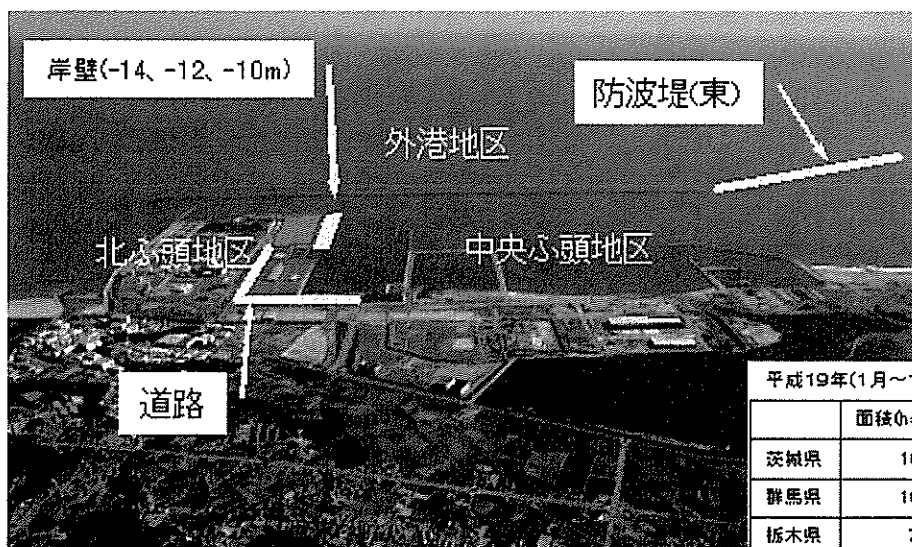 岸壁(-14、-12、-10m)
防波堤(東)
外港地区
北ふ頭地区
中央ふ頭地区
道路
平成19年(1月～
面積(h
茨城県
群馬県
栃木県